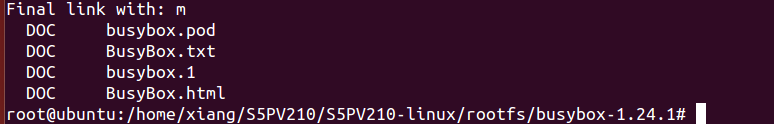 Final link with: m
  DOC     busybox.pod
  DOC     BusyBox.txt
  DOC     busybox.1
  DOC     BusyBox.html
root@ubuntu:/home/xiang/S5PV210/S5PV210-linux/rootfs/busybox-1.24.1#